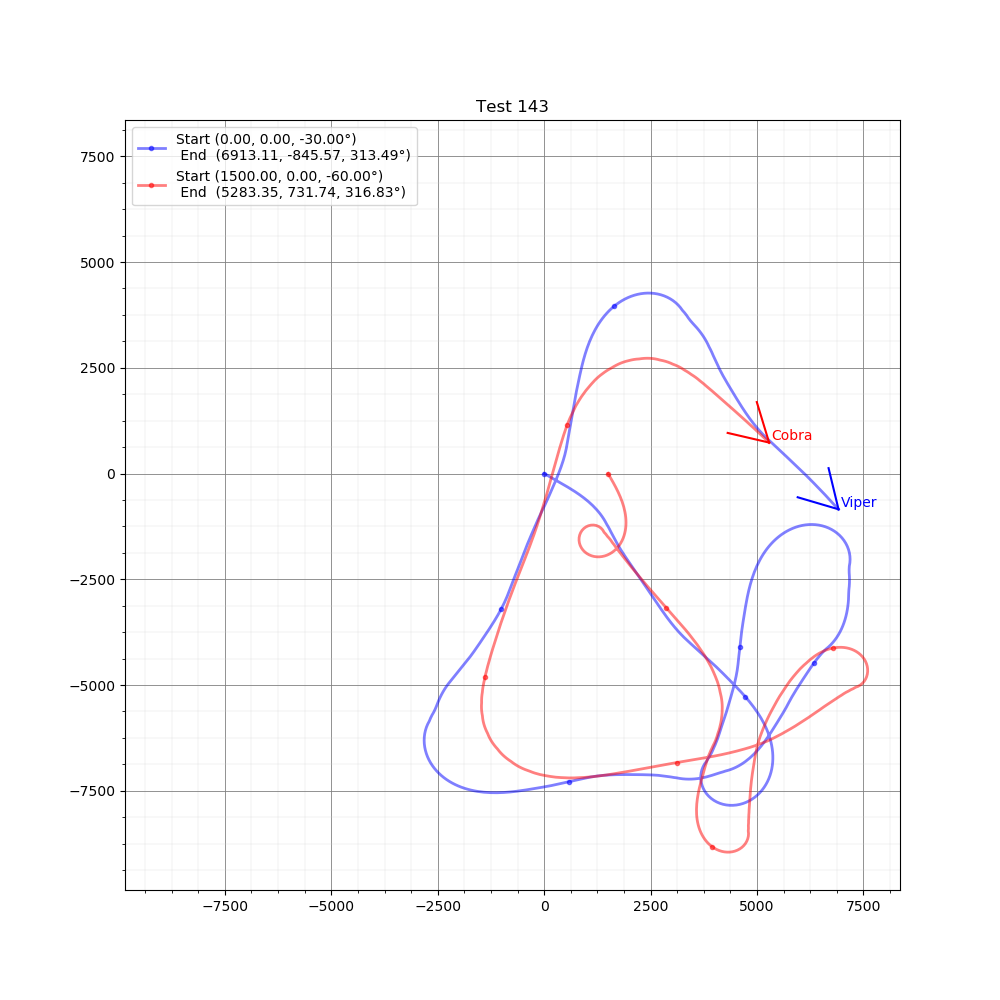 Test 143
Start (0.00, 0.00, -30.00°)
End (6913.11, -845.57, 313.49°)
Start (1500.00, 0.00, -60.00°)
End (5283.35, 731.74, 316.83°)
7500
5000
2500
0
−2500
−5000
−7500
Cobra
Viper
−7500
−5000
−2500
0
2500
5000
7500